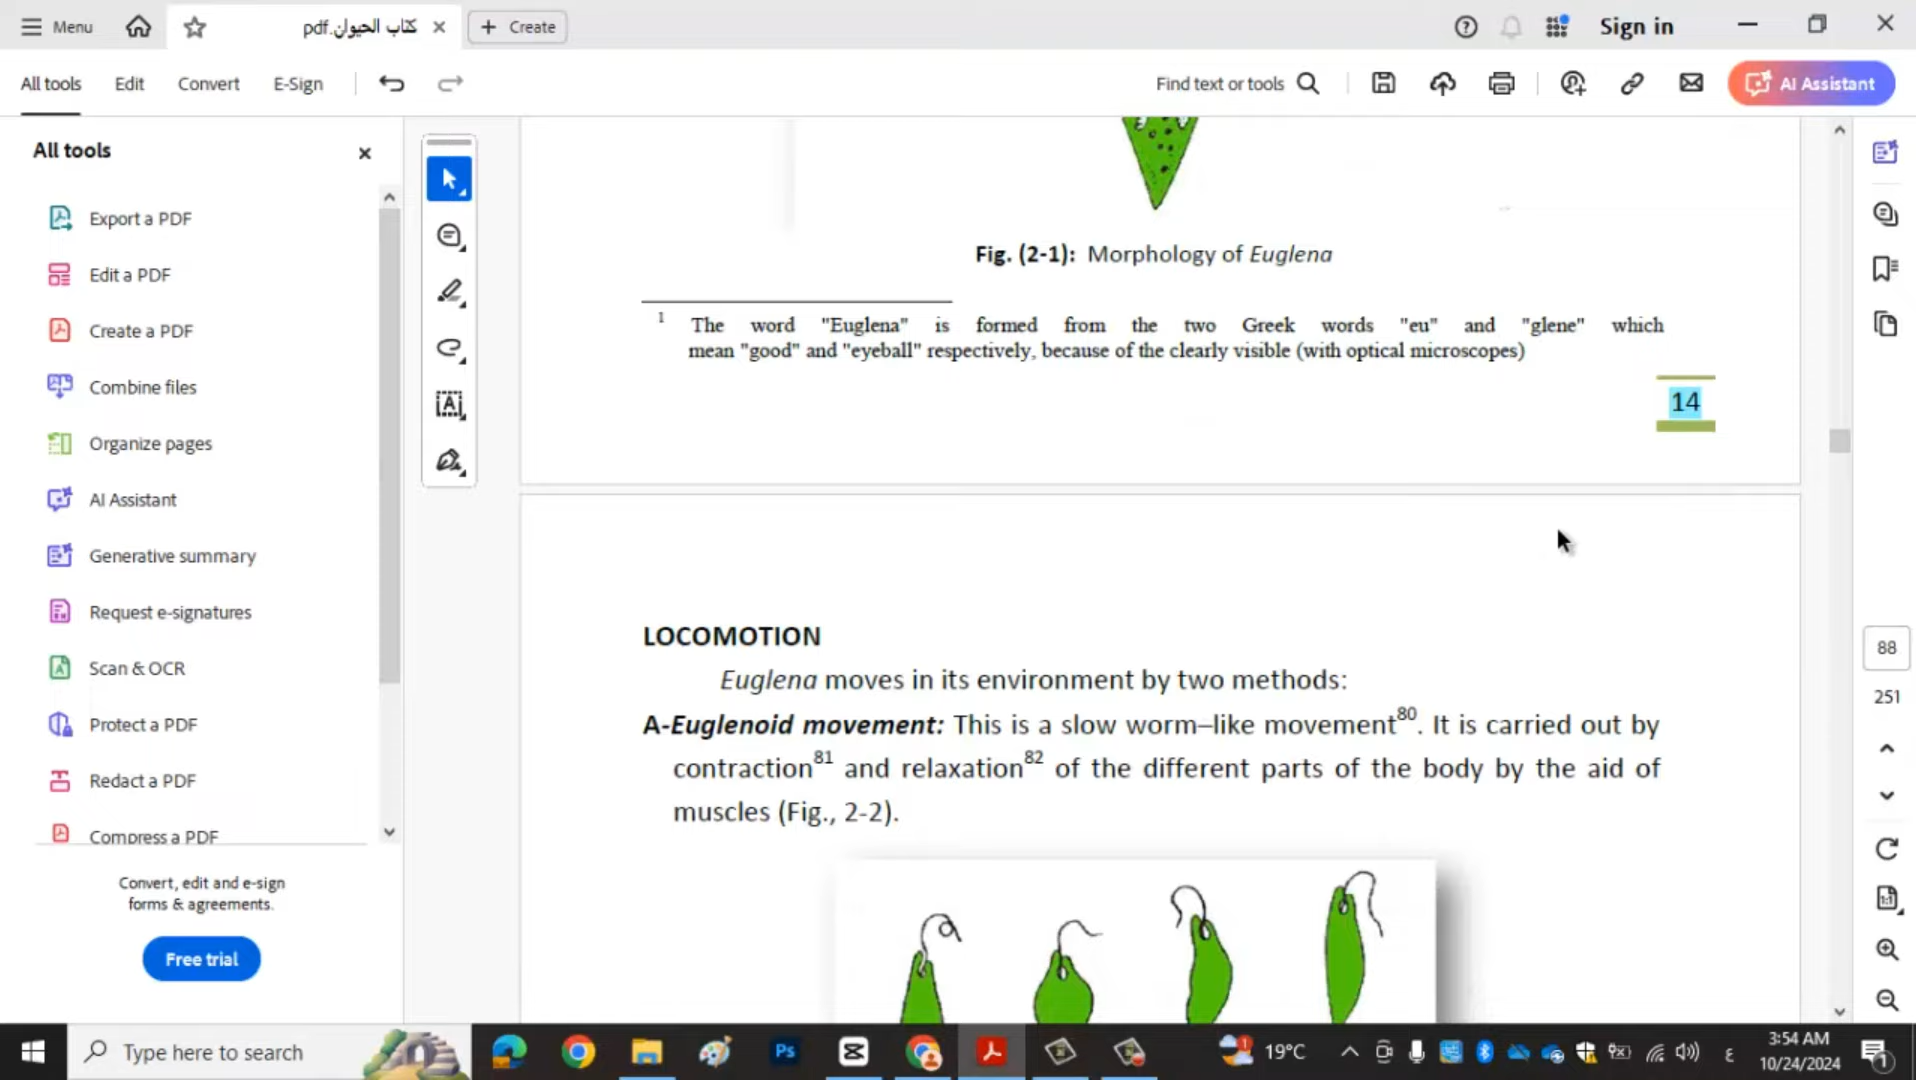 Menu
كتاب الحيوان.pdf
Create
Sign in
All tools
Edit
Convert
E-Sign
Find text or tools
AI Assistant
All tools
Export a PDF
Edit a PDF
Create a PDF
Combine files
Organize pages
AI Assistant
Generative summary
Request e-signatures
Scan & OCR
Protect a PDF
Redact a PDF
Compress a PDF
Convert, edit and e-sign
forms & agreements.
Free trial
Fig. (2-1): Morphology of Euglena
1 The word "Euglena" is formed from the two Greek words "eu" and "glene" which
mean "good" and "eyeball" respectively, because of the clearly visible (with optical microscopes)
14
LOCOMOTION
Euglena moves in its environment by two methods:
A-Euglenoid movement: This is a slow worm–like movement80. It is carried out by
contraction81 and relaxation82 of the different parts of the body by the aid of
muscles (Fig., 2-2).
88
251
Type here to search
Ps
19°C
ع
3:54 AM
10/24/2024
1